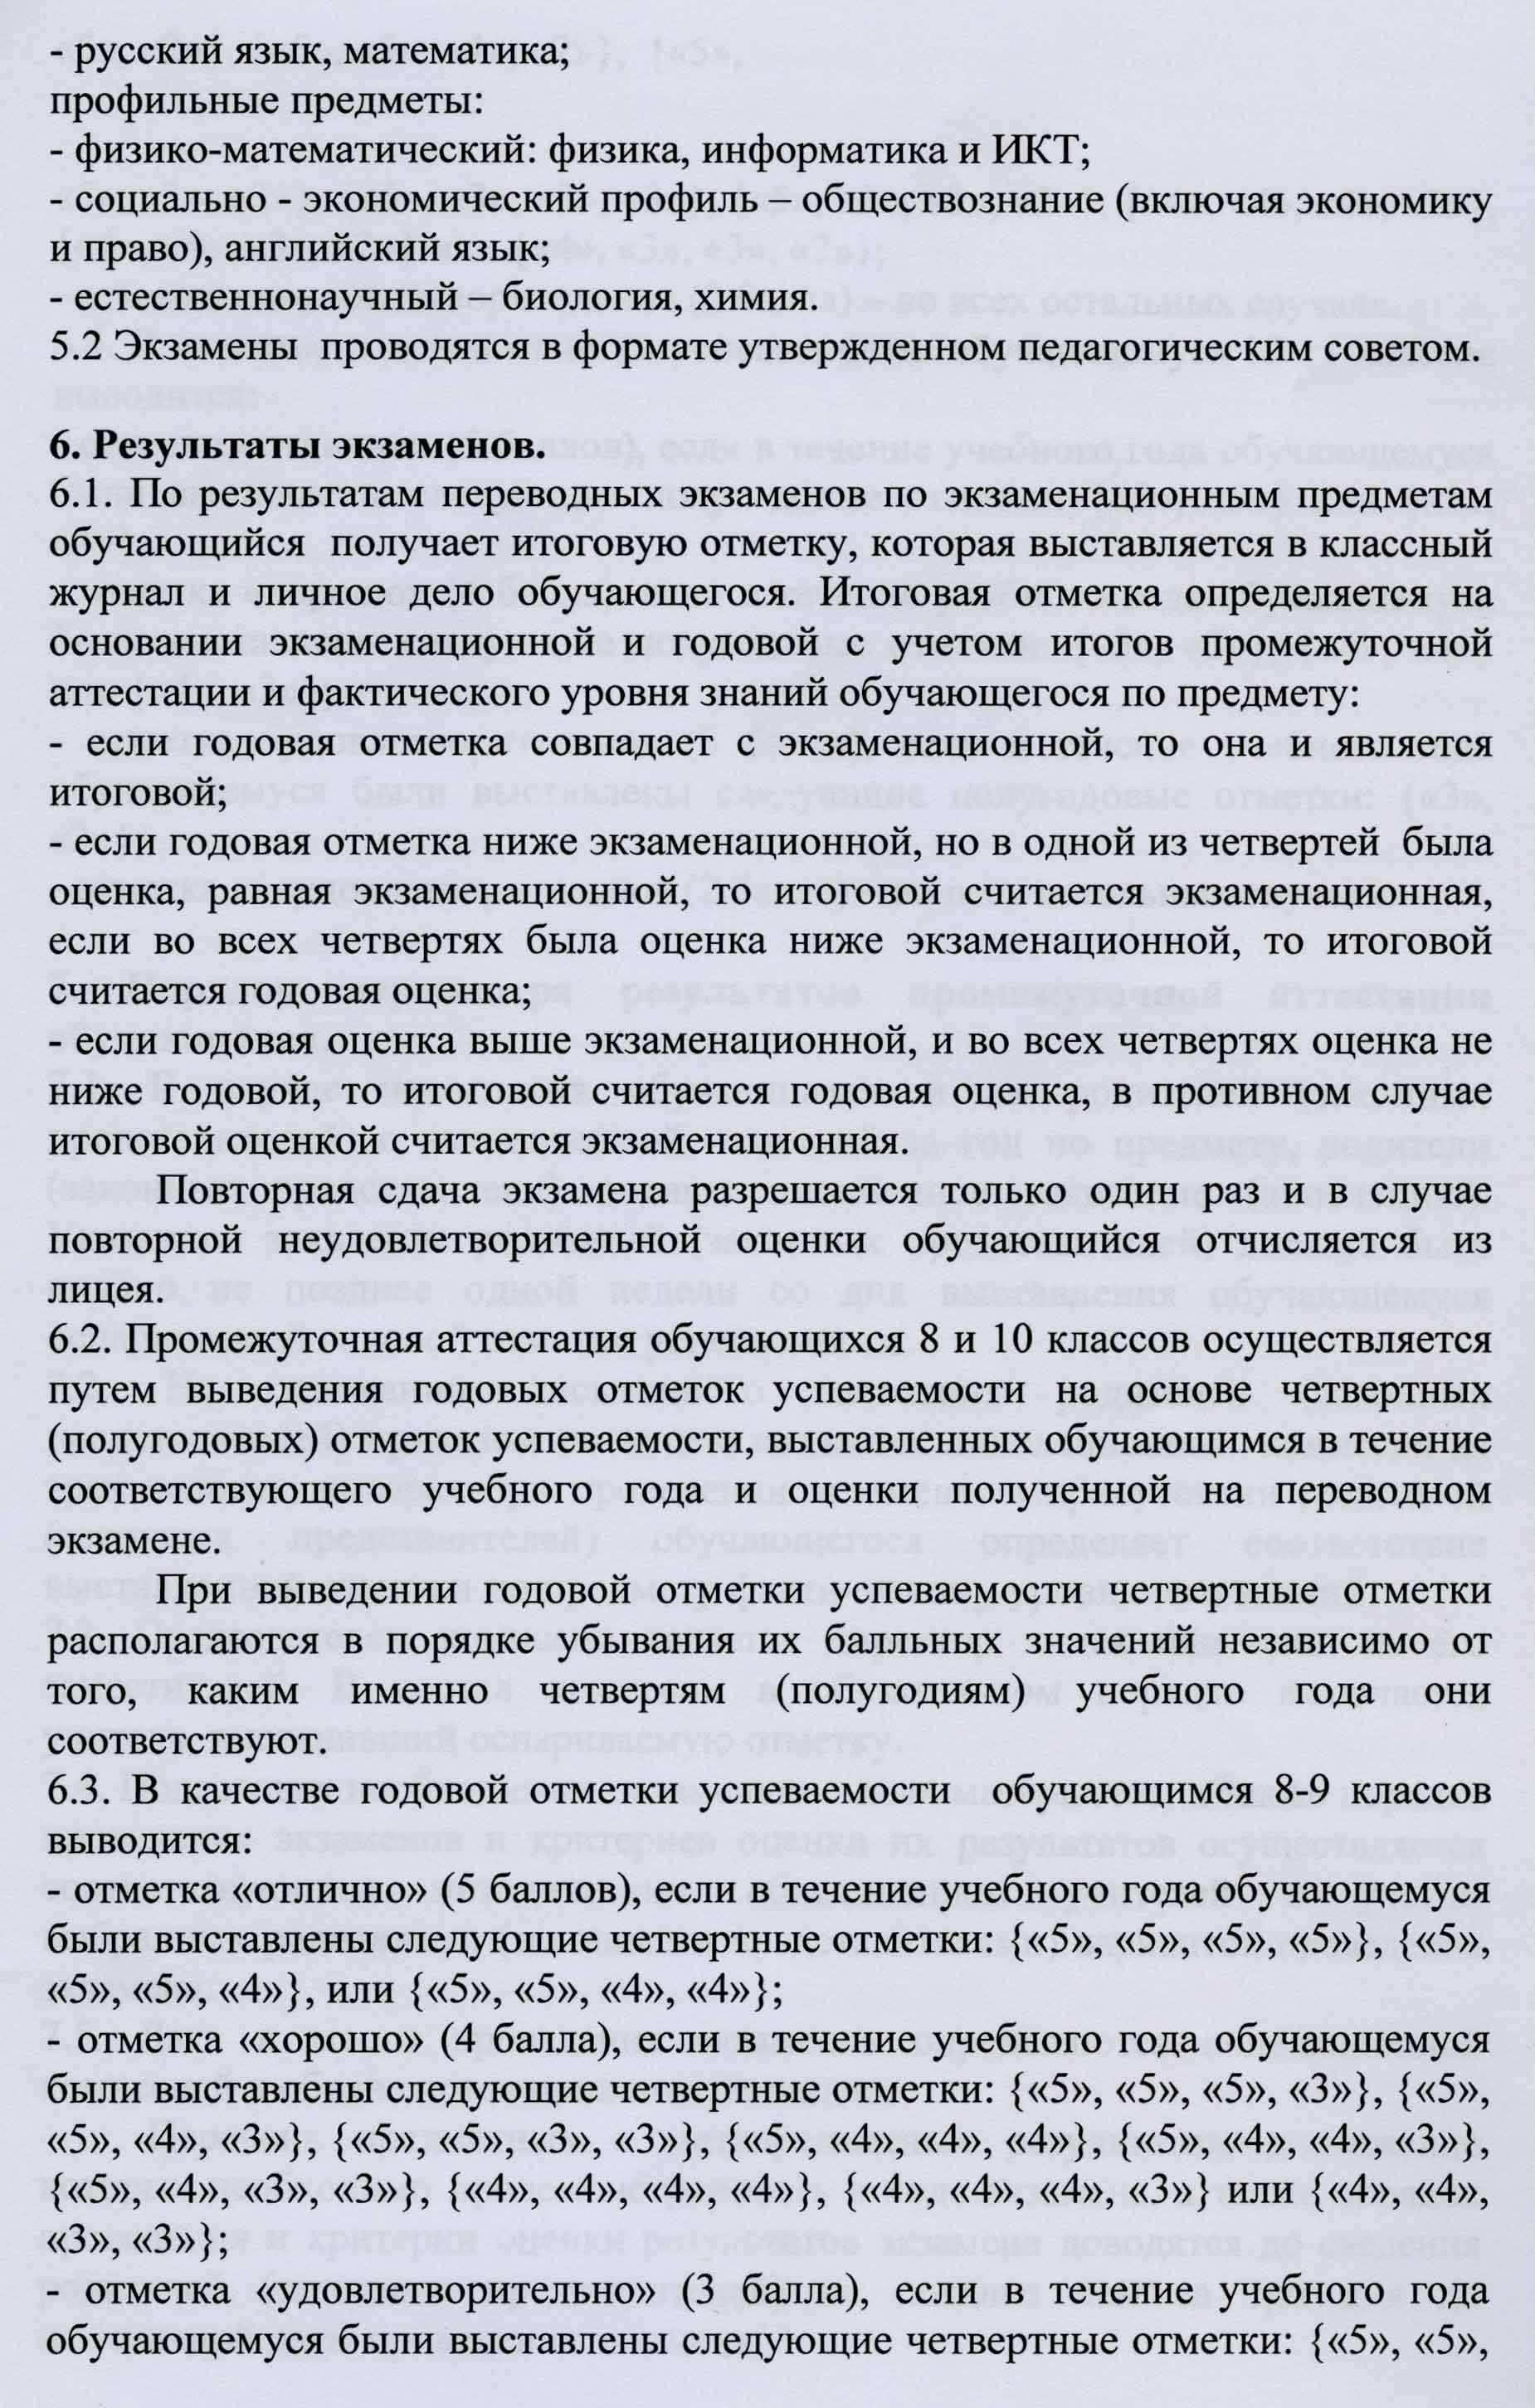 - русский язык, математика;
профильные предметы:
- физико-математический: физика, информатика и ИКТ;
- социально - экономический профиль – обществознание (включая экономику
и право), английский язык;
- естественнонаучный – биология, химия.
5.2 Экзамены проводятся в формате утвержденном педагогическим советом.
6. Результаты экзаменов.
6.1. По результатам переводных экзаменов по экзаменационным предметам
обучающийся получает итоговую отметку, которая выставляется в классный
журнал и личное дело обучающегося. Итоговая отметка определяется на
основании экзаменационной и годовой с учетом итогов промежуточной
аттестации и фактического уровня знаний обучающегося по предмету:
- если годовая отметка совпадает с экзаменационной, то она и является
итоговой;
- если годовая отметка ниже экзаменационной, но в одной из четвертей была
оценка, равная экзаменационной, то итоговой считается экзаменационная,
если во всех четвертях была оценка ниже экзаменационной, то итоговой
считается годовая оценка;
- если годовая оценка выше экзаменационной, и во всех четвертях оценка не
ниже годовой, то итоговой считается годовая оценка, в противном случае
итоговой оценкой считается экзаменационная.
Повторная сдача экзамена разрешается только один раз и в случае
повторной неудовлетворительной оценки обучающийся отчисляется из
лицея.
6.2. Промежуточная аттестация обучающихся 8 и 10 классов осуществляется
путем выведения годовых отметок успеваемости на основе четвертных
(полугодовых) отметок успеваемости, выставленных обучающимся в течение
соответствующего учебного года и оценки полученной на переводном
экзамене.
При выведении годовой отметки успеваемости четвертные отметки
располагаются в порядке убывания их балльных значений независимо от
того, каким именно четвертям (полугодиям) учебного года они
соответствуют.
6.3. В качестве годовой отметки успеваемости обучающимся 8-9 классов
выводится:
- отметка «отлично» (5 баллов), если в течение учебного года обучающемуся
были выставлены следующие четвертные отметки: {«5», «5», «5», «5»}, {«5»,
«5», «5», «4»}, или {«5», «5», «4», «4»};
- отметка «хорошо» (4 балла), если в течение учебного года обучающемуся
были выставлены следующие четвертные отметки: {«5», «5», «5», «3»}, {«5»,
«5», «4», «3»}, {«5», «5», «3», «3»}, {«5», «4», «4», «4»}, {«5», «4», «4», «3»},
{«5», «4», «3», «3»}, {«4», «4», «4», «4»}, {«4», «4», «4», «3»} или {«4», «4»,
«3», «3»};
- отметка «удовлетворительно» (3 балла), если в течение учебного года
обучающемуся были выставлены следующие четвертные отметки: {«5», «5»,